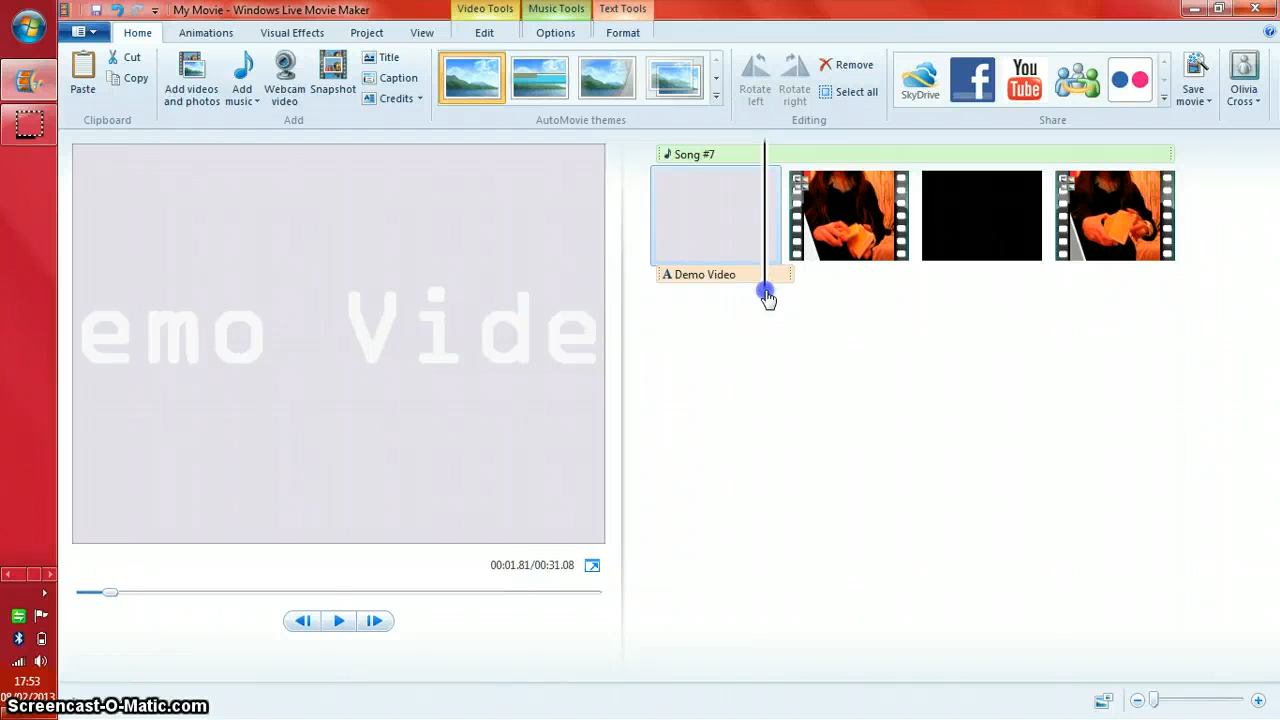 My Movie - Windows Live Movie Maker
Video Tools
Music Tools
Text Tools
Home
Animations
Visual Effects
Project
View
Edit
Options
Format
Paste
Cut
Copy
Clipboard
Add videos
and photos
Add
music
Webcam
video
Snapshot
Title
Caption
Credits
Add
AutoMovie themes
Rotate
left
Rotate
right
Remove
Select all
Editing
SkyDrive
f
You
Tube
Share
Save
movie
Olivia
Cross
Song #7
A Demo Video
emo Vide
00:01.81/00:31.08
17:53
08/02/2013
Screencast-O-Matic.com